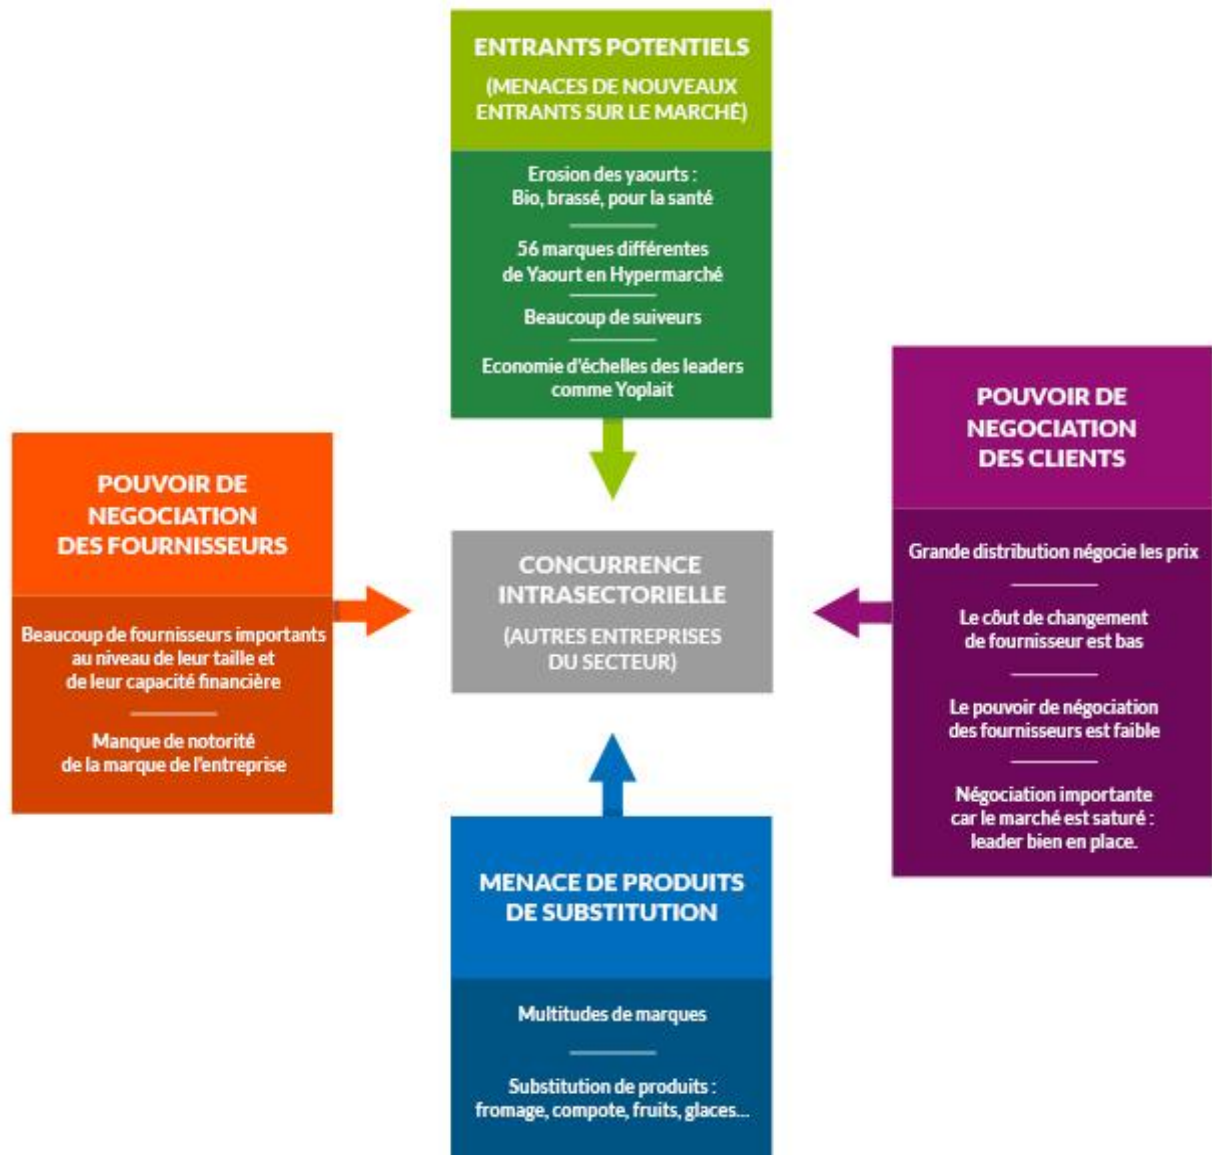 ENTRANTS POTENTIELS
(MENACES DE NOUVEAUX
ENTRANTS SUR LE MARCHÉ)
Erosion des yaourts :
Bio, brassé, pour la santé
56 marques différentes
de Yaourt en Hypermarché
Beaucoup de suiveurs
Economie d'échelles des leaders
comme Yoplait
POUVOIR DE
NEGOCIATION
DES FOURNISSEURS
Beaucoup de fournisseurs importants
au niveau de leur taille et
de leur capacité financière
Manque de notorité
de la marque de l'entreprise
CONCURRENCE
INTRASECTORIELLE
(AUTRES ENTREPRISES
DU SECTEUR)
POUVOIR DE
NEGOCIATION
DES CLIENTS
Grande distribution négocie les prix
Le côut de changement
de fournisseur est bas
Le pouvoir de négociation
des fournisseurs est faible
Négociation importante
car le marché est saturé :
leader bien en place.
MENACE DE PRODUITS
DE SUBSTITUTION
Multitudes de marques
Substitution de produits :
fromage, compote, fruits, glaces...